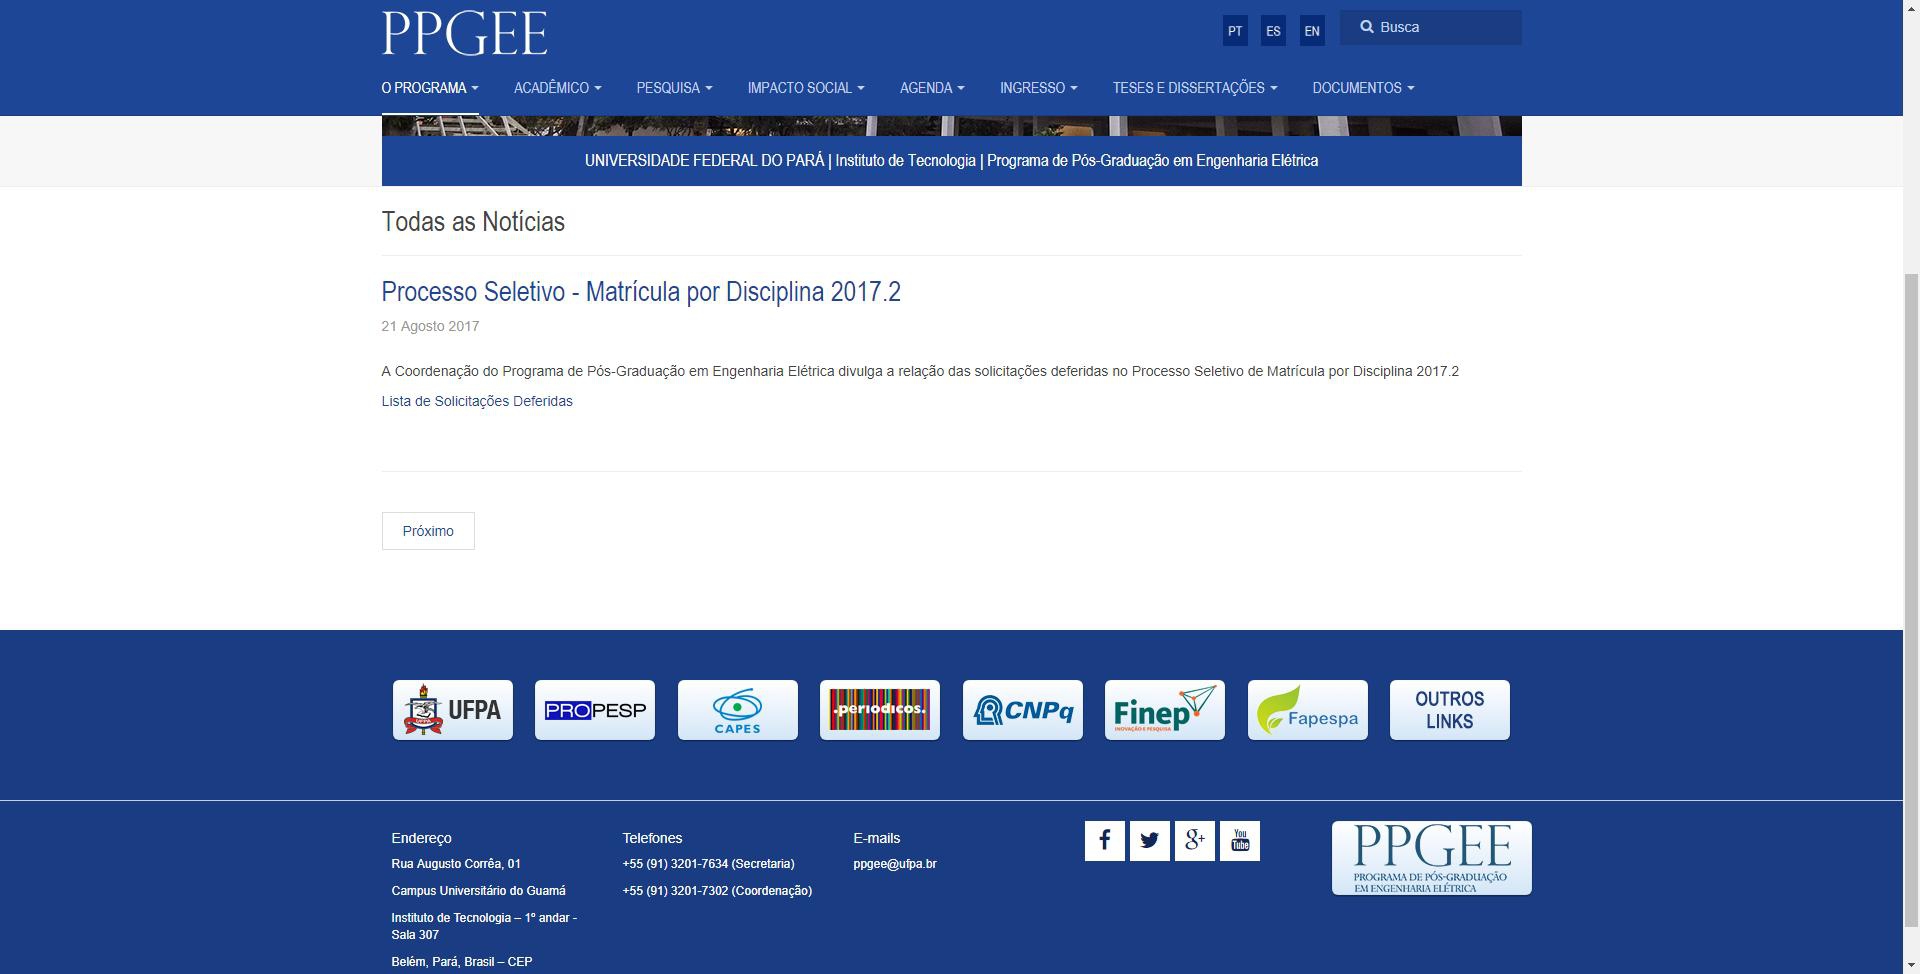 PPGEE
PT ES EN Busca
O PROGRAMA ACADÊMICO PESQUISA IMPACTO SOCIAL AGENDA INGRESSO TESES E DISSERTAÇÕES DOCUMENTOS
UNIVERSIDADE FEDERAL DO PARÁ | Instituto de Tecnologia | Programa de Pós-Graduação em Engenharia Elétrica
Todas as Notícias
Processo Seletivo - Matrícula por Disciplina 2017.2
21 Agosto 2017
A Coordenação do Programa de Pós-Graduação em Engenharia Elétrica divulga a relação das solicitações deferidas no Processo Seletivo de Matrícula por Disciplina 2017.2
Lista de Solicitações Deferidas
Próximo
UFPA
UFPA
PROPESP
CAPES
.periodicos.
CNPq
Finep
INOVAÇÃO E PESQUISA
Fapespa
OUTROS
LINKS
Endereço
Rua Augusto Corrêa, 01
Campus Universitário do Guamá
Instituto de Tecnologia – 1º andar -
Sala 307
Belém, Pará, Brasil – CEP
Telefones
+55 (91) 3201-7634 (Secretaria)
+55 (91) 3201-7302 (Coordenação)
E-mails
ppgee@ufpa.br
f
g+
You
Tube
PPGEE
PROGRAMA DE PÓS-GRADUAÇÃO
EM ENGENHARIA ELÉTRICA